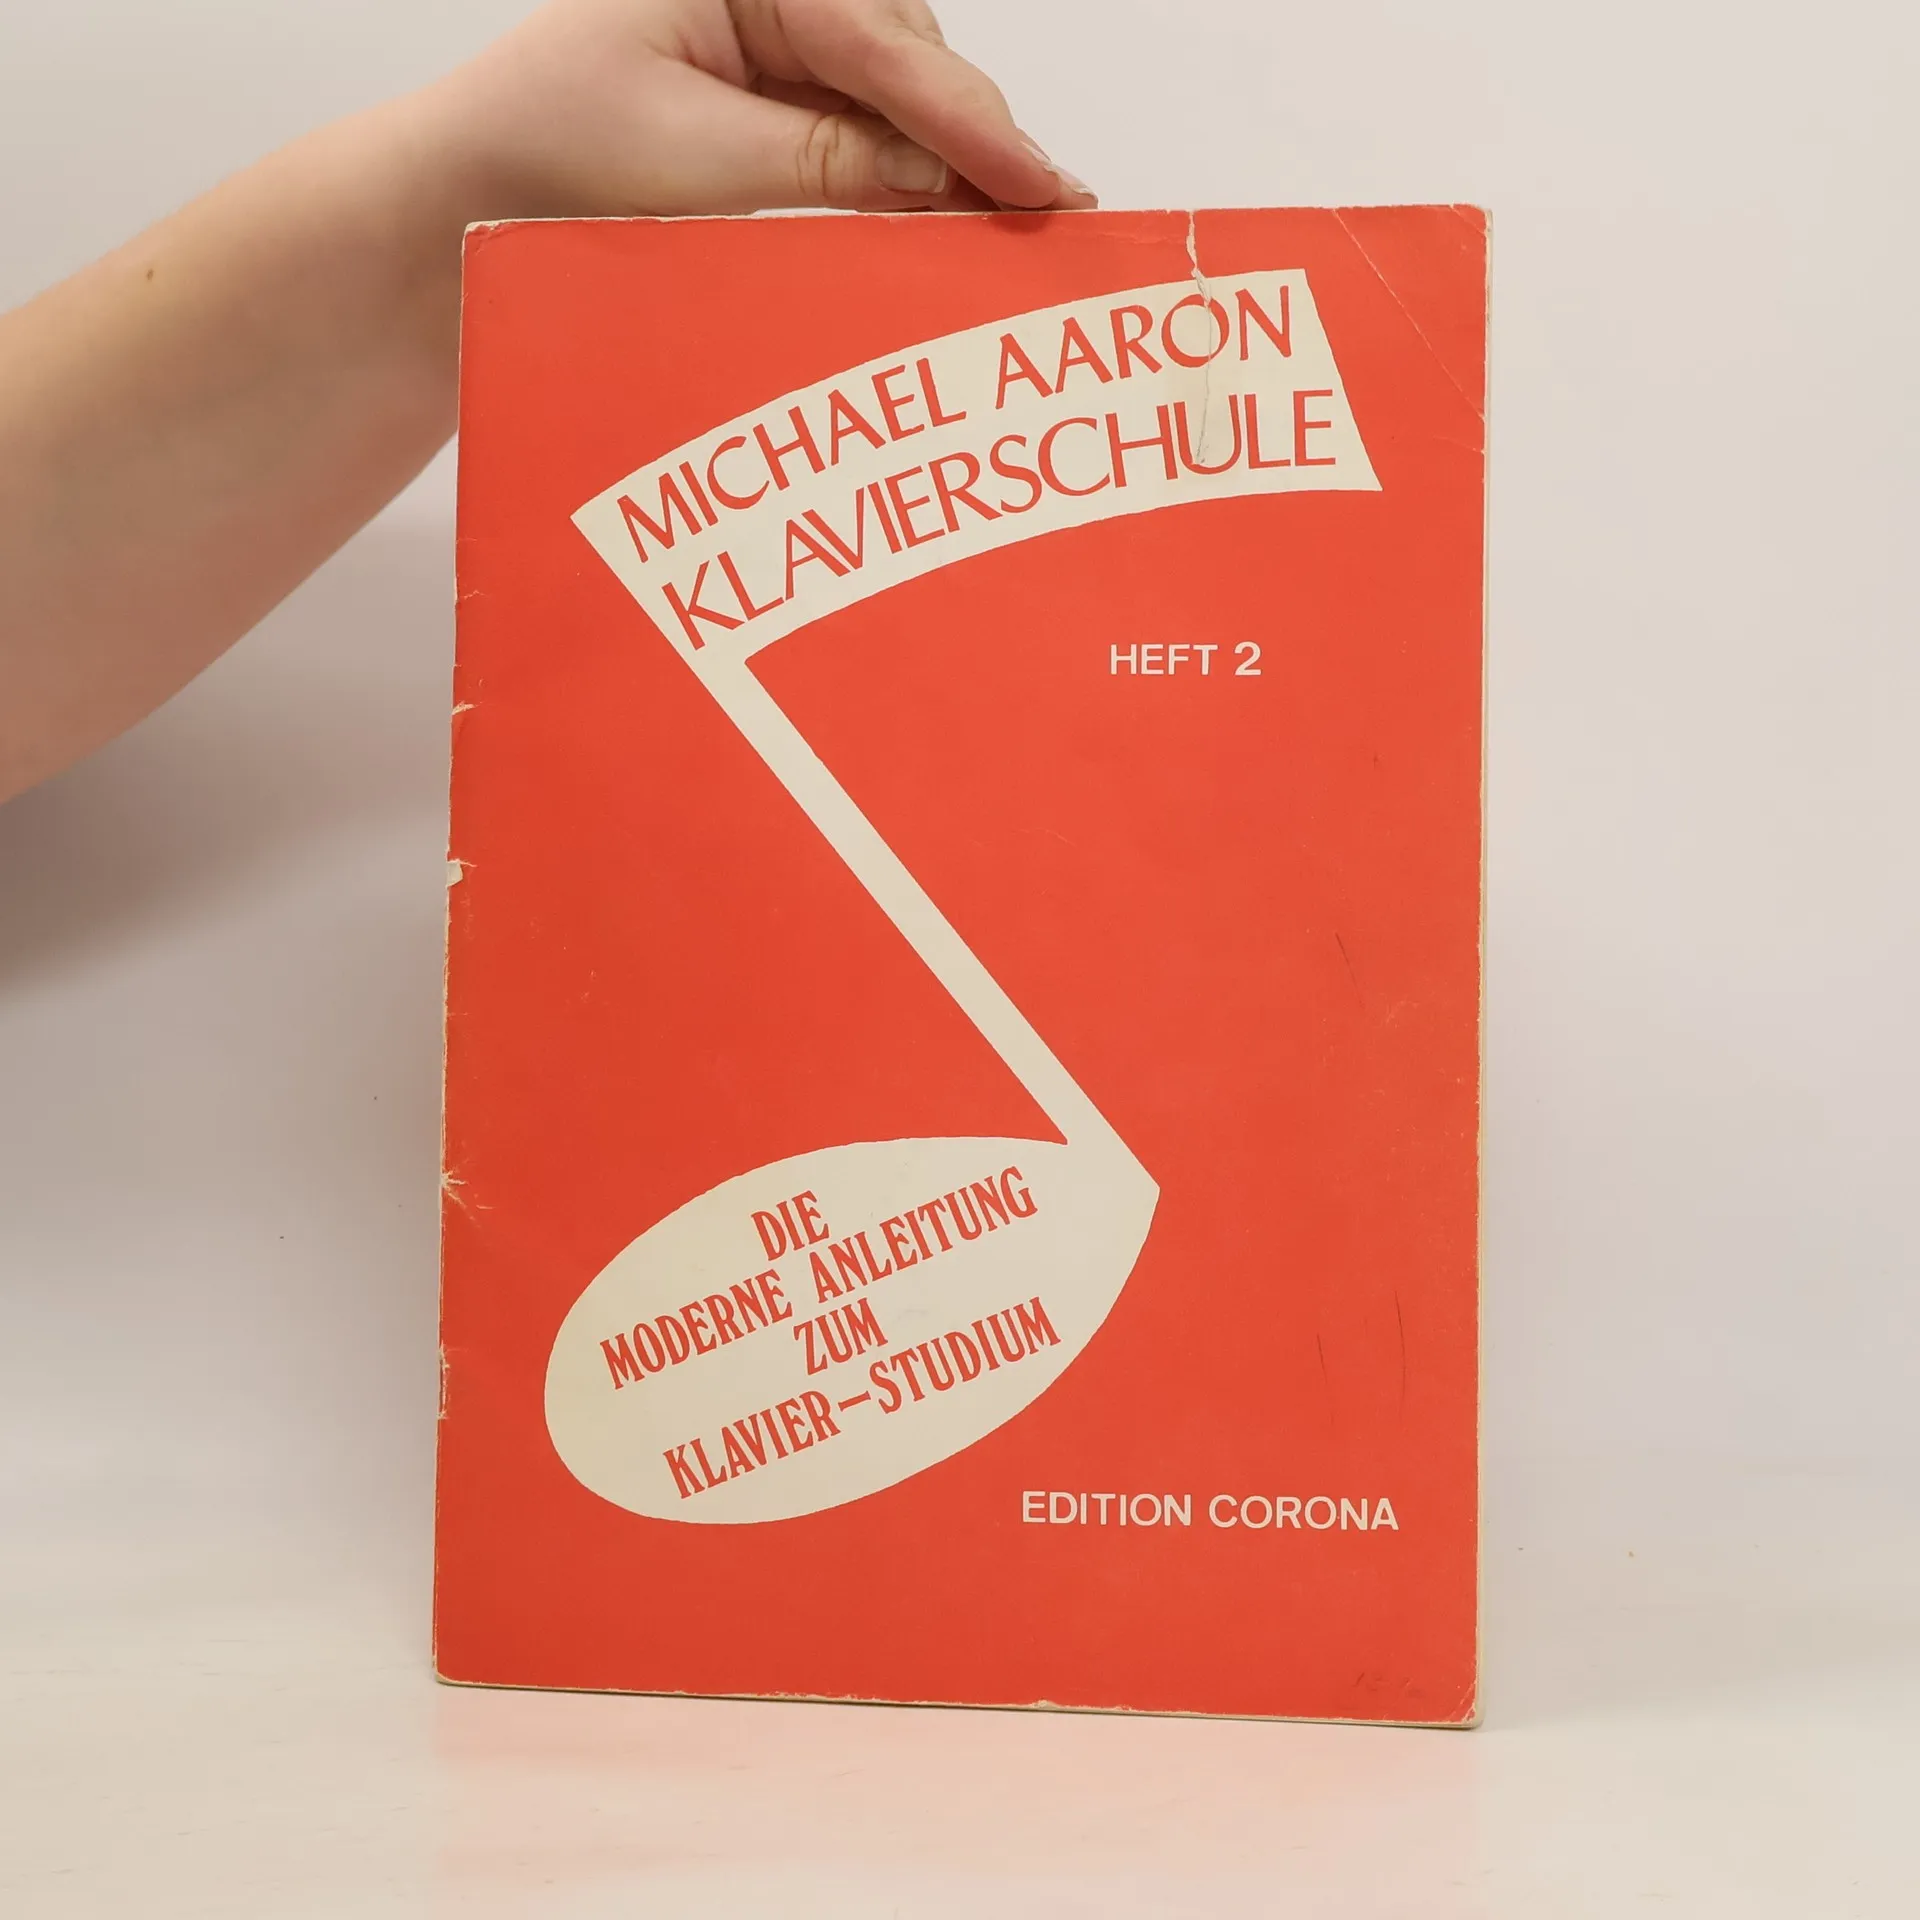 MICHAEL AARON
KLAVIERSCHULE
HEFT 2
DIE
MODERNE ANLEITUNG
ZUM
KLAVIER-STUDIUM
EDITION CORONA